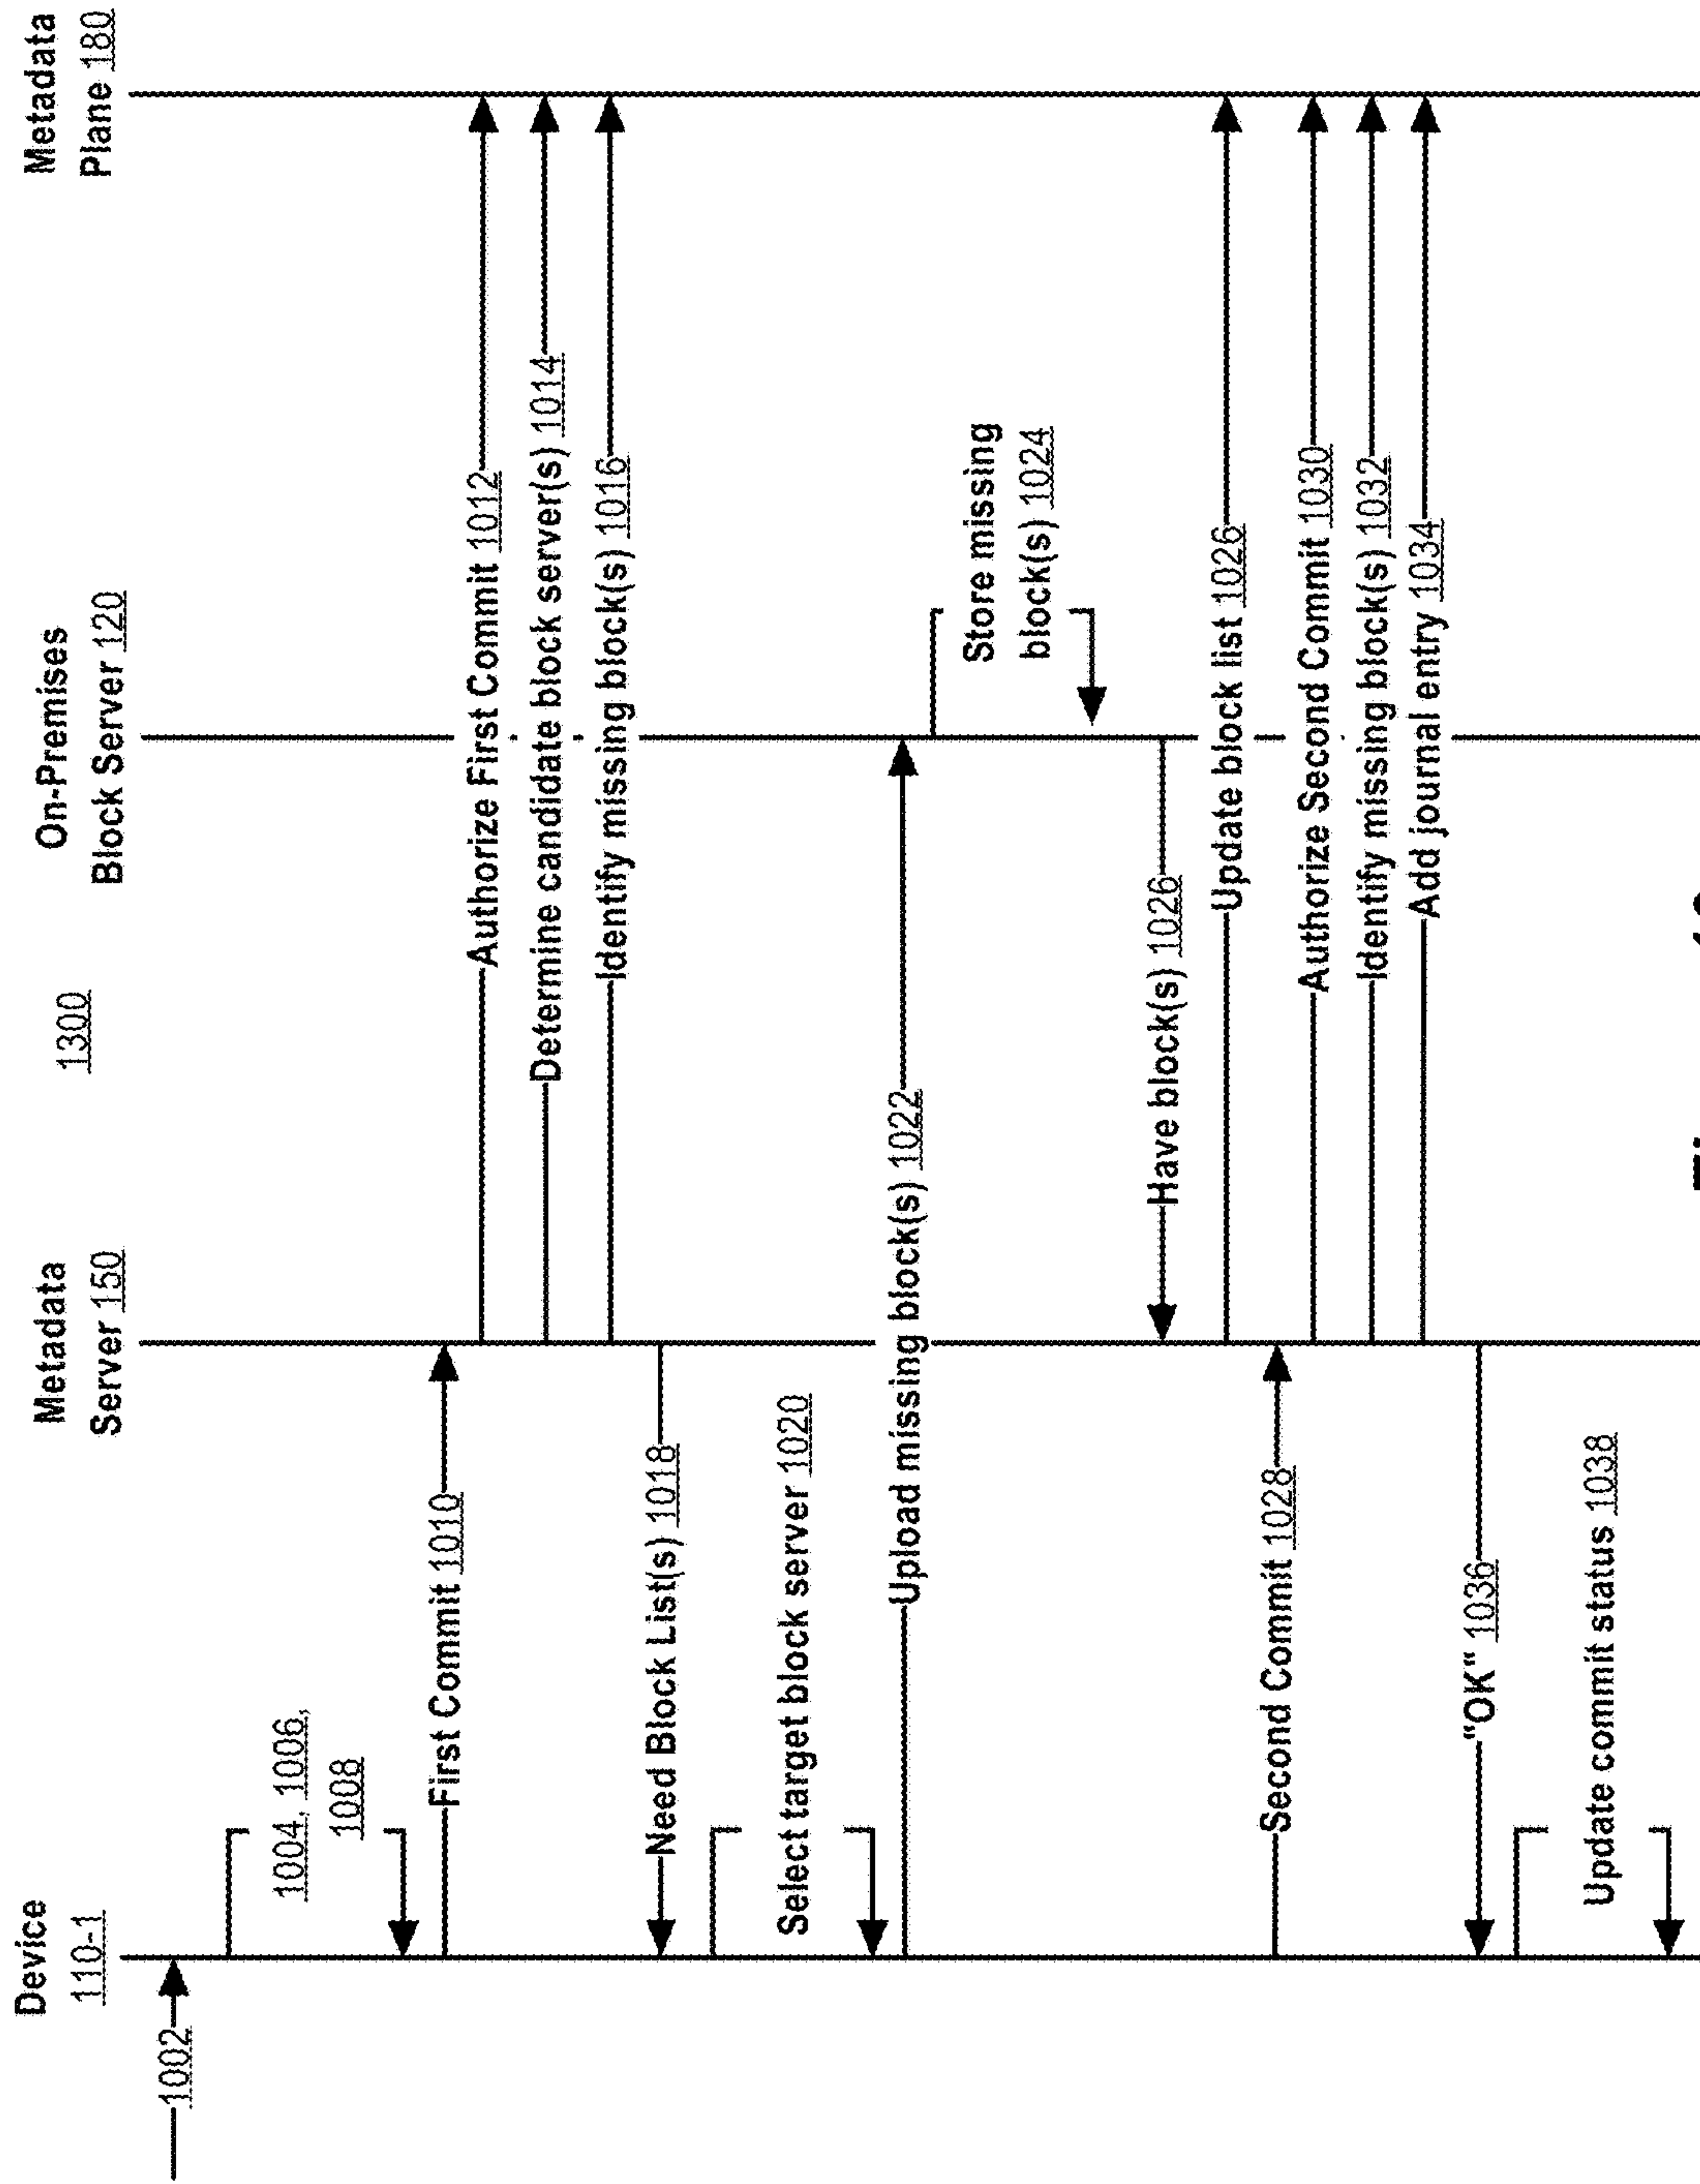 1300
Device
110-1
Metadata
Server 150
On-Premises
Block Server 120
Metadata
Plane 180
1002
1004, 1006,
1008
First Commit 1010
Authorize First Commit 1012
Determine candidate block server(s) 1014
Identify missing block(s) 1016
Need Block List(s) 1018
Select target block server 1020
Upload missing block(s) 1022
Store missing
block(s) 1024
Have block(s) 1026
Update block list 1026
Second Commit 1028
Authorize Second Commit 1030
Identify missing block(s) 1032
Add journal entry 1034
“OK“ 1036
Update commit status 1038